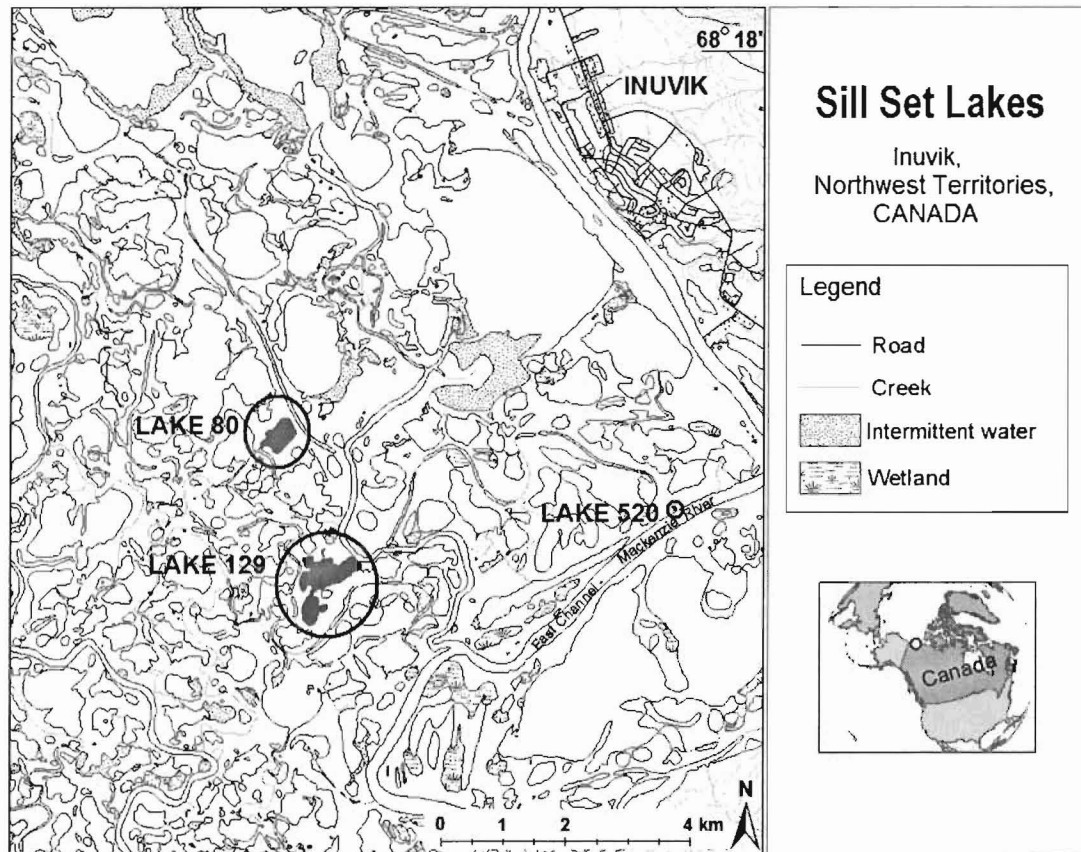 68° 18'
INUVIK
LAKE 80
LAKE 520
LAKE 129
Mackenzie River
East Channel
N
0 1 2 4 km
Sill Set Lakes
Inuvik,
Northwest Territories,
CANADA
Legend
Road
Creek
Intermittent water
Wetland
Canada